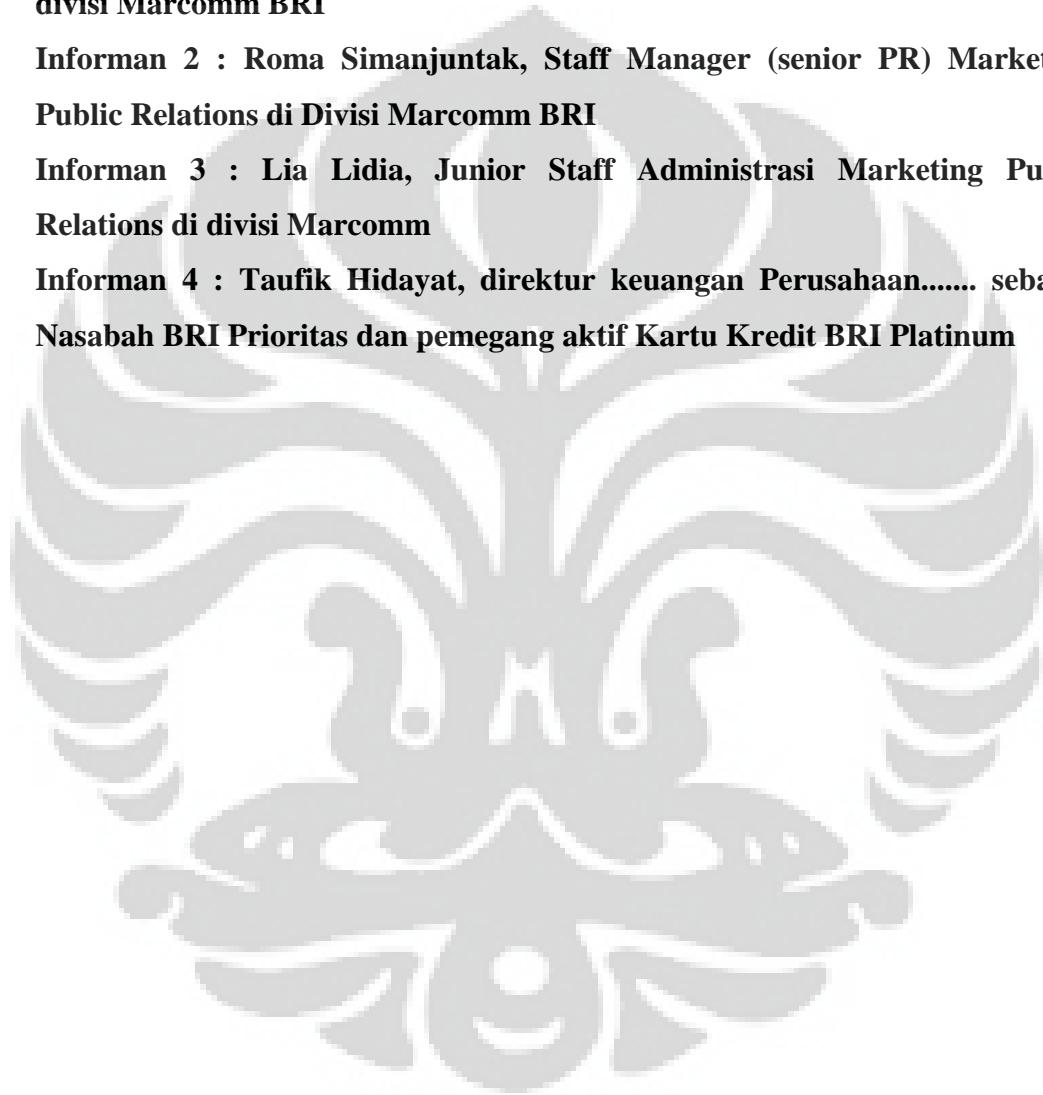 divisi Marcomm BRI
Informan 2 : Roma Simanjuntak, Staff Manager (senior PR) Market
Public Relations di Divisi Marcomm BRI
Informan 3 : Lia Lidia, Junior Staff Administrasi Marketing Pu
Relations di divisi Marcomm
Informan 4 : Taufik Hidayat, direktur keuangan Perusahaan....... seba
Nasabah BRI Prioritas dan pemegang aktif Kartu Kredit BRI Platinum